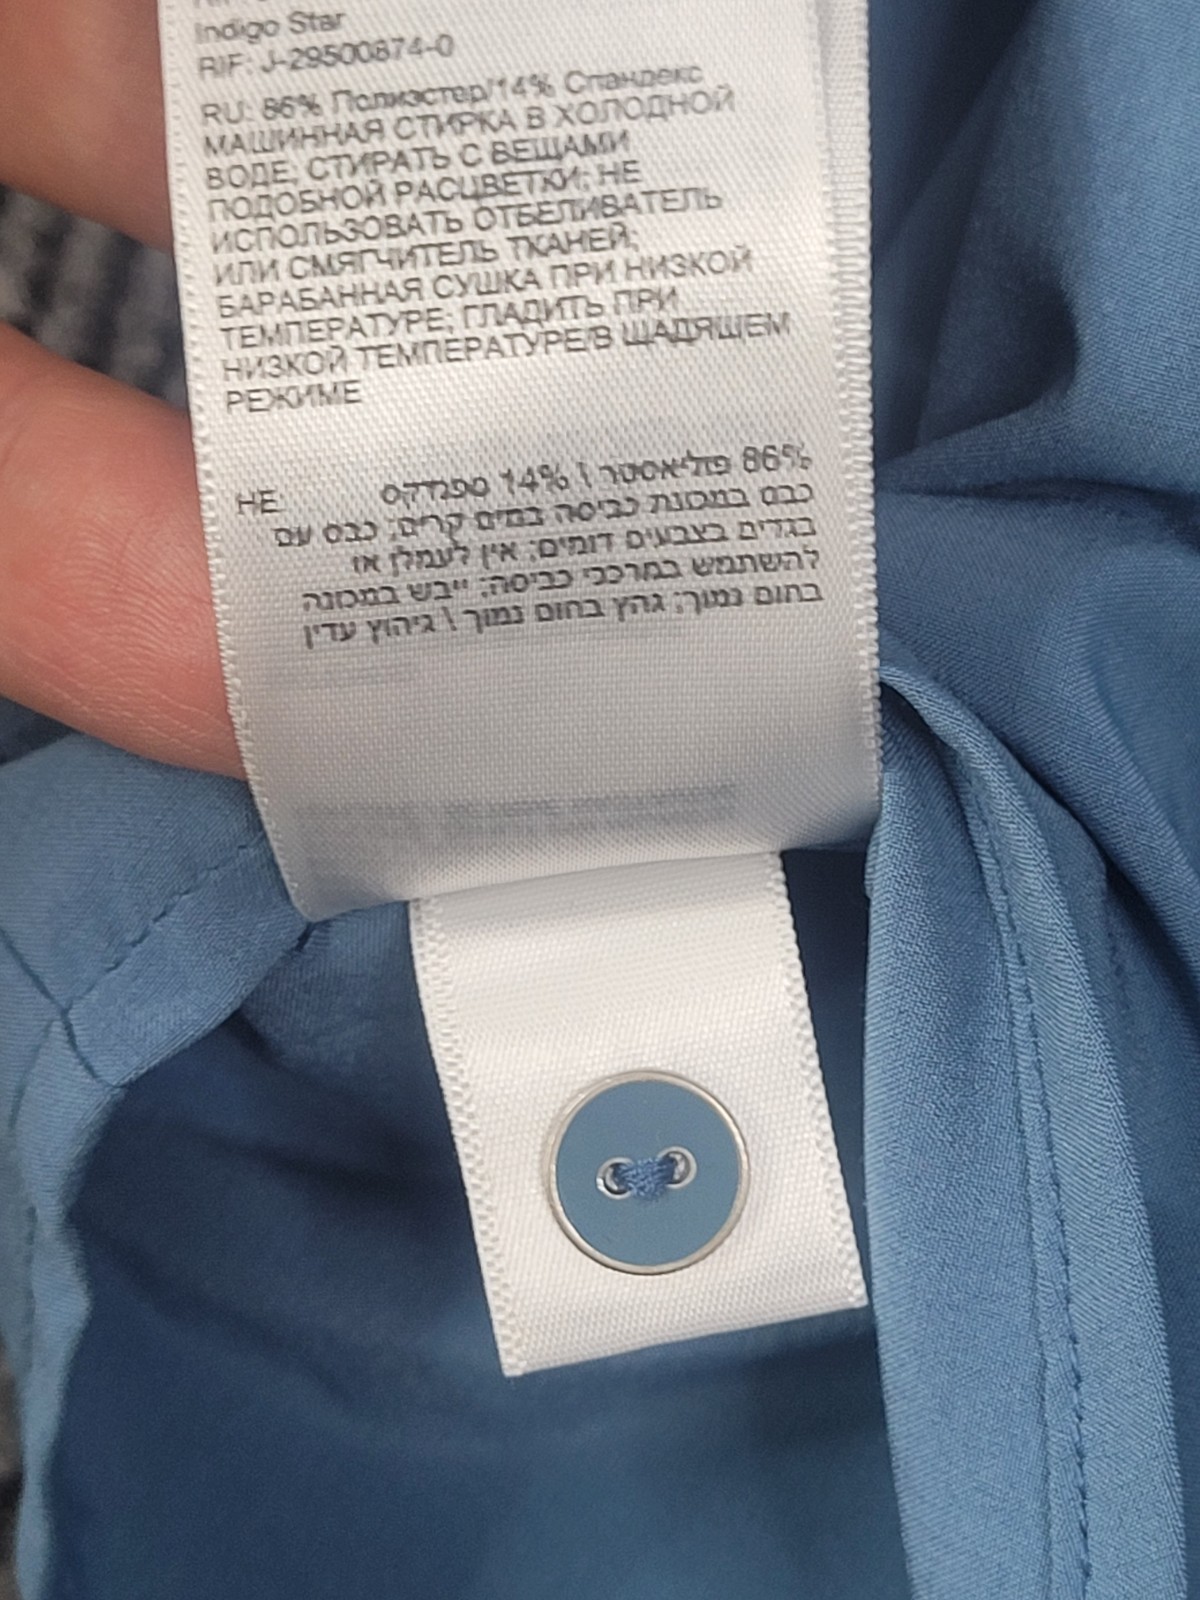 Indigo Star
RIF: J-29500874-0
RU: 86% Полиэстер/14% Спандекс
МАШИННАЯ СТИРКА В ХОЛОДНОЙ
ВОДЕ; СТИРАТЬ С ВЕЩАМИ
ПОДОБНОЙ РАСЦВЕТКИ; НЕ
ИСПОЛЬЗОВАТЬ ОТБЕЛИВАТЕЛЬ
ИЛИ СМЯГЧИТЕЛЬ ТКАНЕЙ;
БАРАБАННАЯ СУШКА ПРИ НИЗКОЙ
ТЕМПЕРАТУРЕ; ГЛАДИТЬ ПРИ
НИЗКОЙ ТЕМПЕРАТУРЕ/В ЩАДЯЩЕМ
РЕЖИМЕ
HE 86% פוליאסטר \ 14% ספנדקס
כבס במכונת כביסה במים קרים; כבס עם
בגדים בצבעים דומים; אין לעמלן או
להשתמש במרככי כביסה; ייבש במכונה
בחום נמוך; גהץ בחום נמוך \ גיהוץ עדין